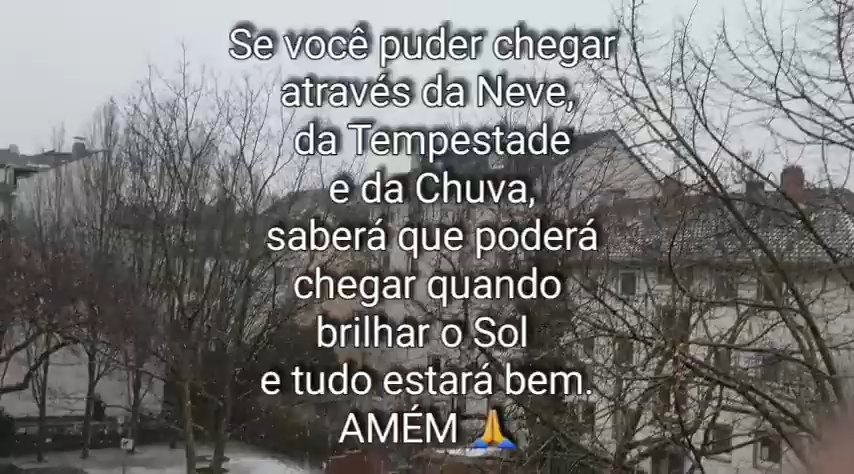 Se você puder chegar
através da Neve,
da Tempestade
e da Chuva,
saberá que poderá
chegar quando
brilhar o Sol
e tudo estará bem.
AMÉM 🙏